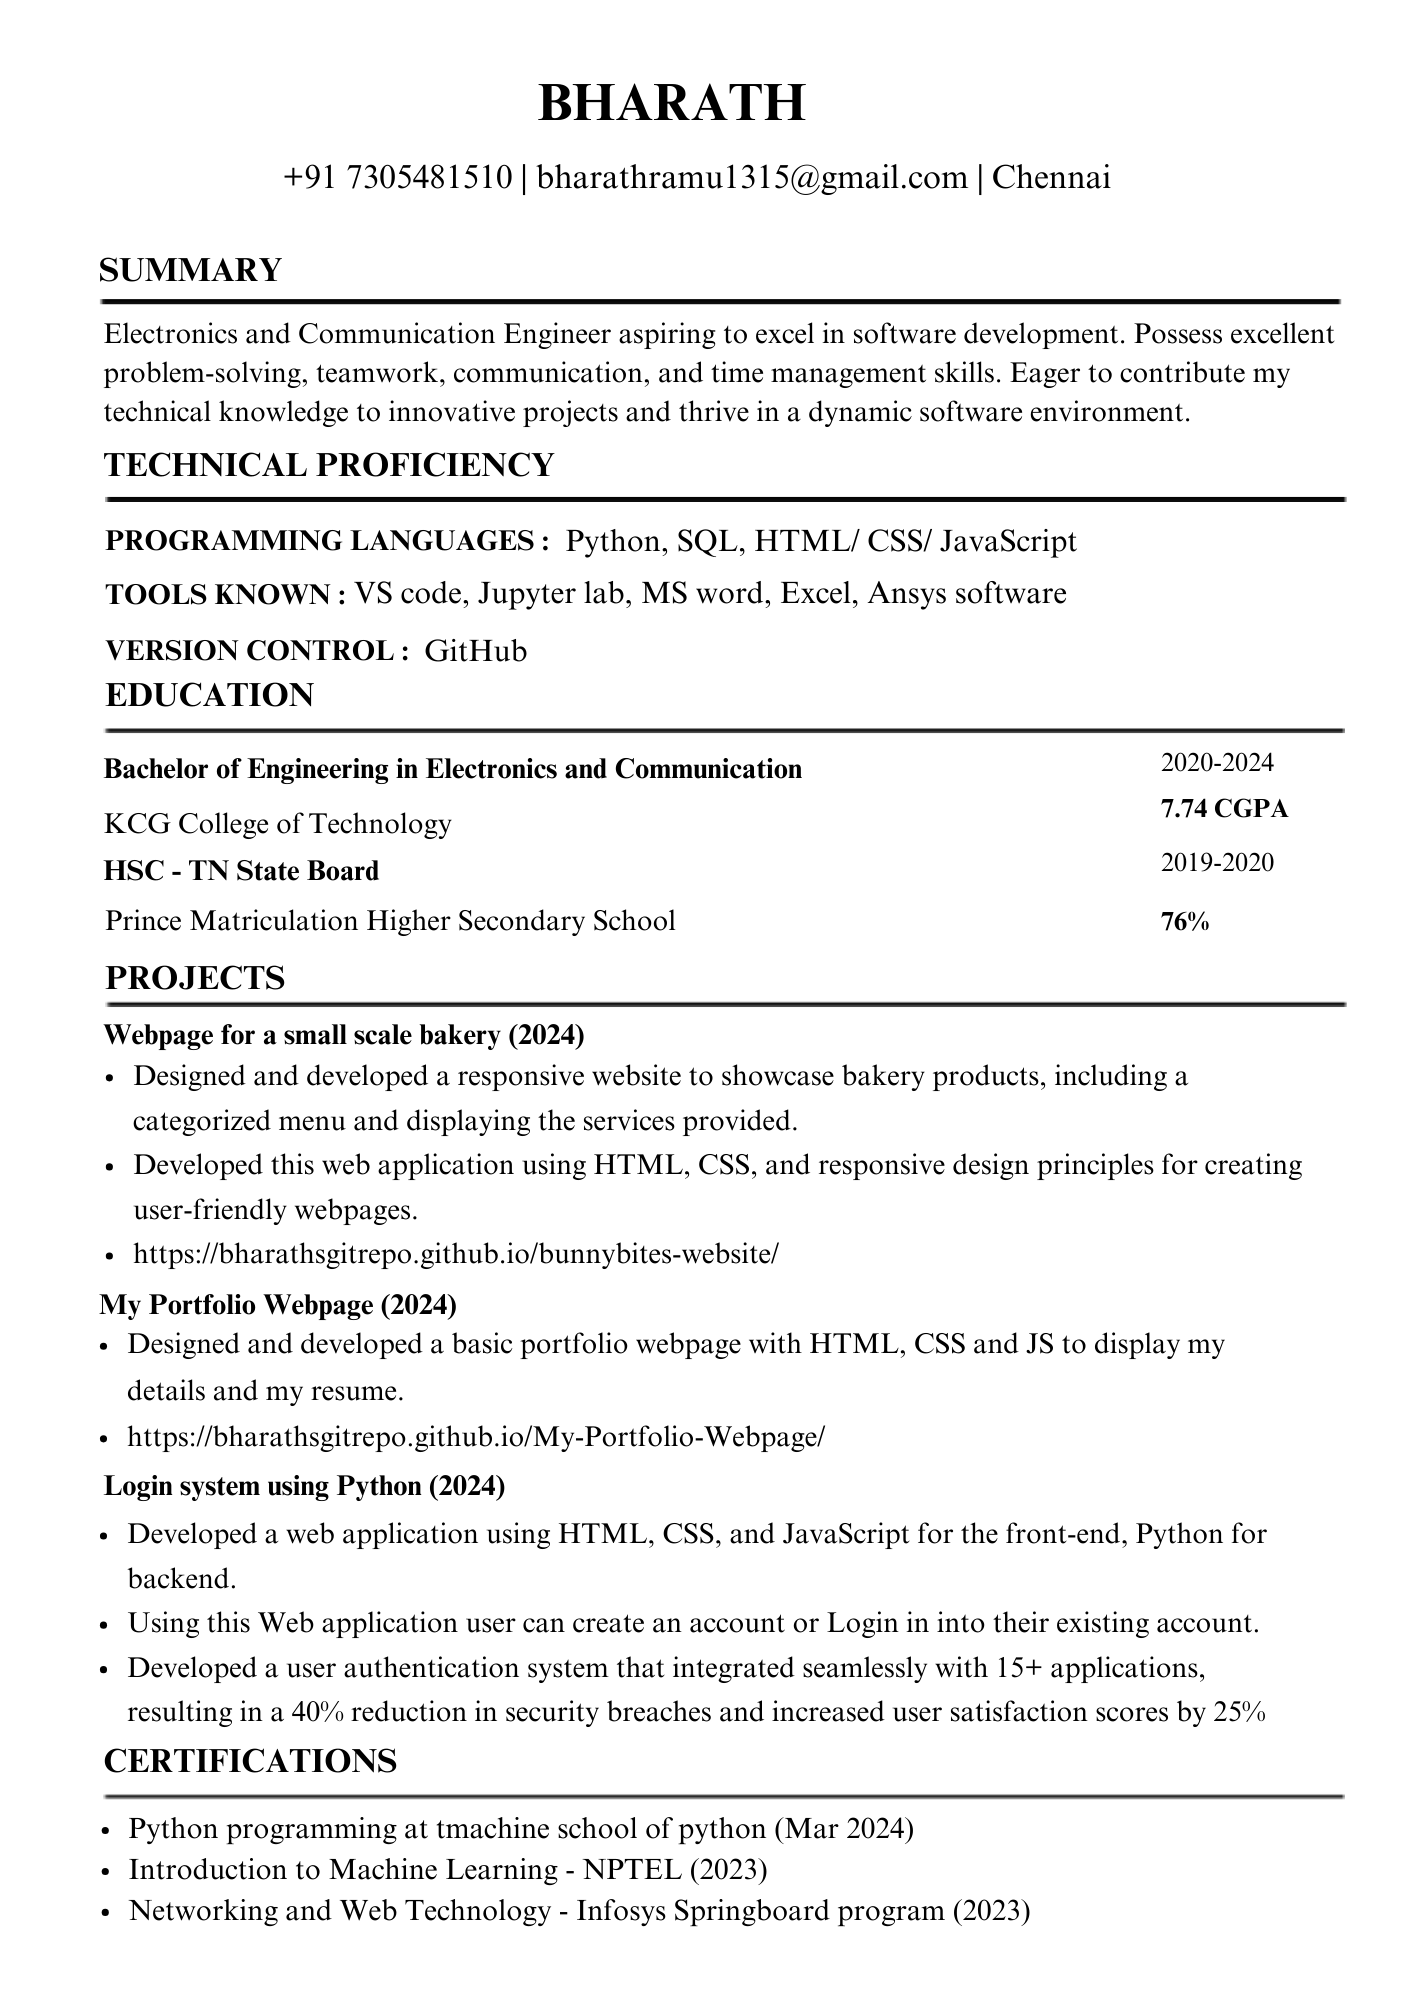 BHARATH
+91 7305481510 | bharathramu1315@gmail.com | Chennai
SUMMARY
Electronics and Communication Engineer aspiring to excel in software development. Possess excellent
problem-solving, teamwork, communication, and time management skills. Eager to contribute my
technical knowledge to innovative projects and thrive in a dynamic software environment.
TECHNICAL PROFICIENCY
PROGRAMMING LANGUAGES : Python, SQL, HTML/ CSS/ JavaScript
TOOLS KNOWN : VS code, Jupyter lab, MS word, Excel, Ansys software
VERSION CONTROL : GitHub
EDUCATION
Bachelor of Engineering in Electronics and Communication 2020-2024
KCG College of Technology 7.74 CGPA
HSC - TN State Board 2019-2020
Prince Matriculation Higher Secondary School 76%
PROJECTS
Webpage for a small scale bakery (2024)
• Designed and developed a responsive website to showcase bakery products, including a
categorized menu and displaying the services provided.
• Developed this web application using HTML, CSS, and responsive design principles for creating
user-friendly webpages.
• https://bharathsgitrepo.github.io/bunnybites-website/
My Portfolio Webpage (2024)
• Designed and developed a basic portfolio webpage with HTML, CSS and JS to display my
details and my resume.
• https://bharathsgitrepo.github.io/My-Portfolio-Webpage/
Login system using Python (2024)
• Developed a web application using HTML, CSS, and JavaScript for the front-end, Python for
backend.
• Using this Web application user can create an account or Login in into their existing account.
• Developed a user authentication system that integrated seamlessly with 15+ applications,
resulting in a 40% reduction in security breaches and increased user satisfaction scores by 25%
CERTIFICATIONS
• Python programming at tmachine school of python (Mar 2024)
• Introduction to Machine Learning - NPTEL (2023)
• Networking and Web Technology - Infosys Springboard program (2023)